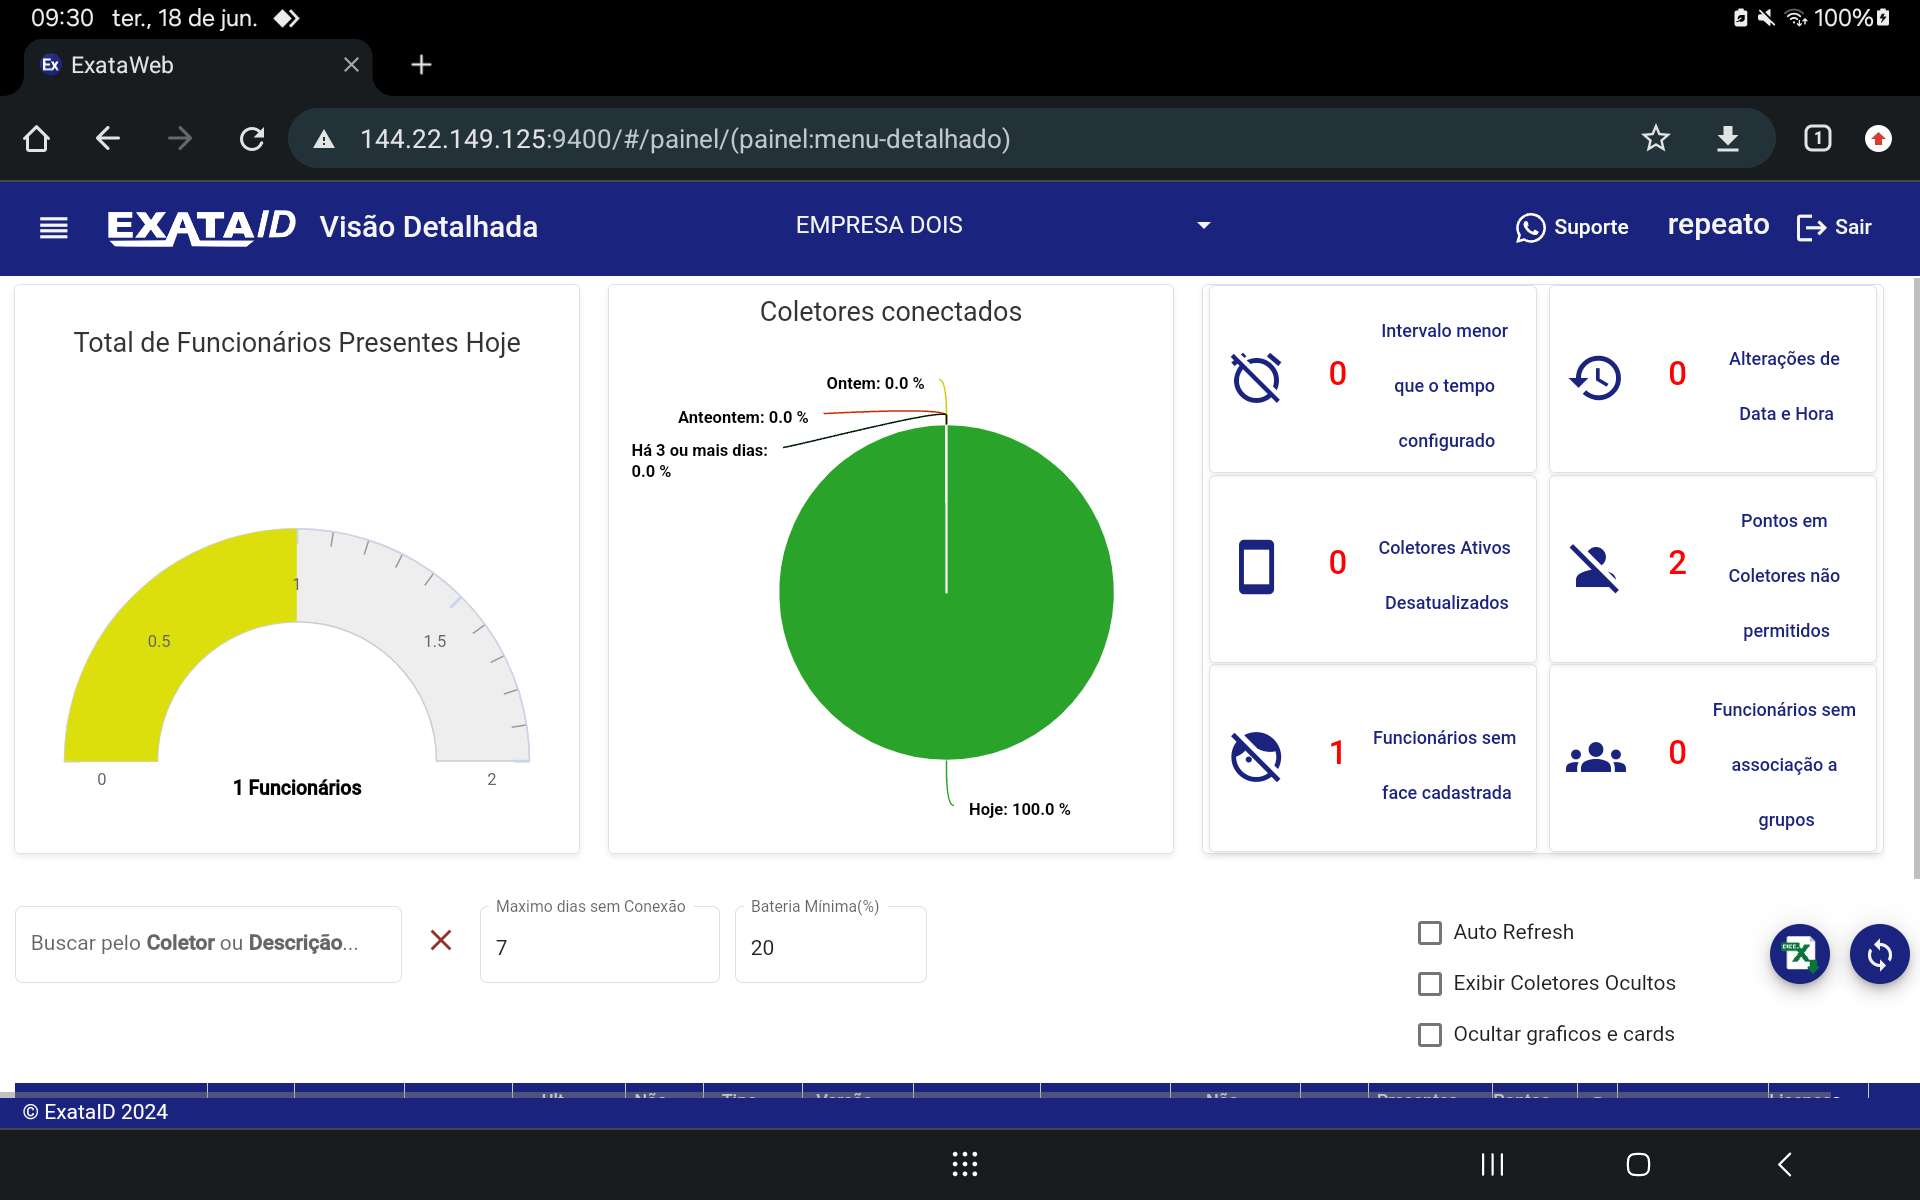 09:30 ter., 18 de jun.
100%
Ex ExataWeb
144.22.149.125:9400/#/painel/(painel:menu-detalhado)
1
EXATAID Visão Detalhada
EMPRESA DOIS
Suporte
repeato
Sair
Total de Funcionários Presentes Hoje
1
0.5
1.5
0
2
1 Funcionários
Coletores conectados
Ontem: 0.0 %
Anteontem: 0.0 %
Há 3 ou mais dias:
0.0 %
Hoje: 100.0 %
0
Intervalo menor
que o tempo
configurado
0
Alterações de
Data e Hora
0
Coletores Ativos
Desatualizados
2
Pontos em
Coletores não
permitidos
1
Funcionários sem
face cadastrada
0
Funcionários sem
associação a
grupos
Buscar pelo Coletor ou Descrição...
Maximo dias sem Conexão
7
Bateria Mínima(%)
20
Auto Refresh
Exibir Coletores Ocultos
Ocultar graficos e cards
© ExataID 2024